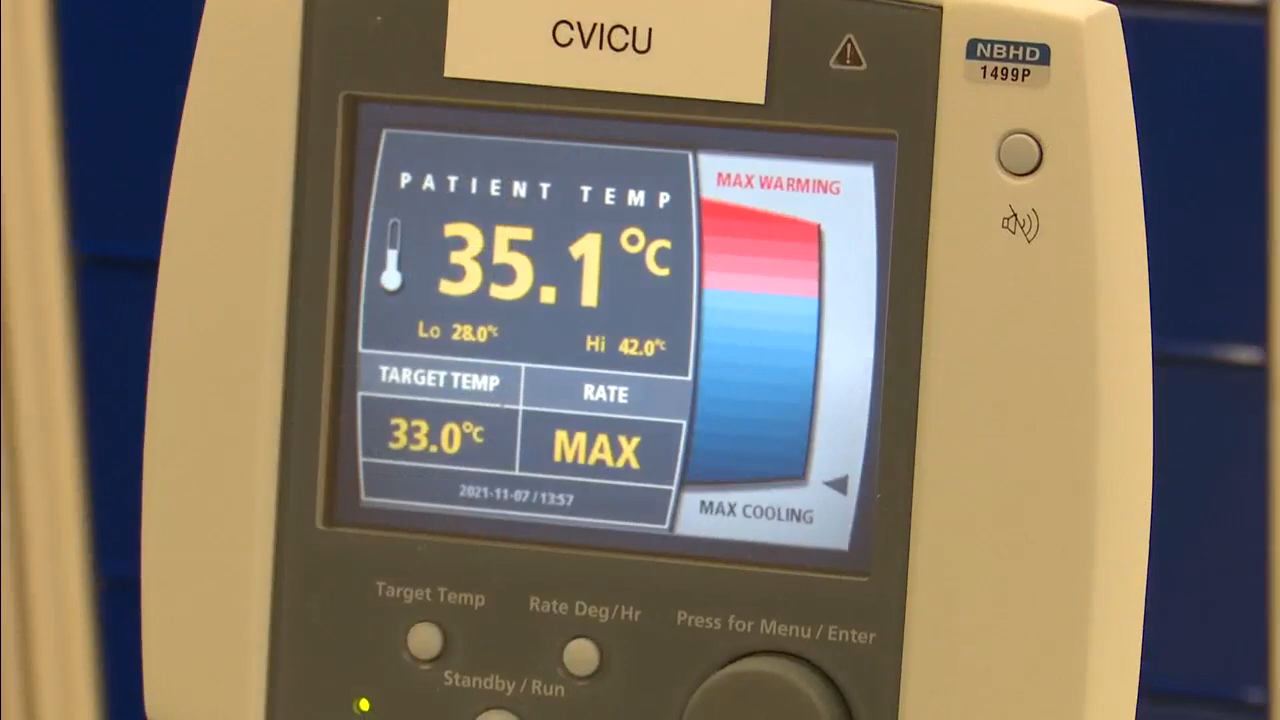 CVICU
NBHD
1499P
PATIENT TEMP
35.1 °C
Lo 28.0°C
Hi 42.0°C
TARGET TEMP
RATE
33.0°C
MAX
2021-11-07 / 13:57
MAX WARMING
MAX COOLING
Target Temp
Rate Deg/Hr
Press for Menu / Enter
Standby / Run